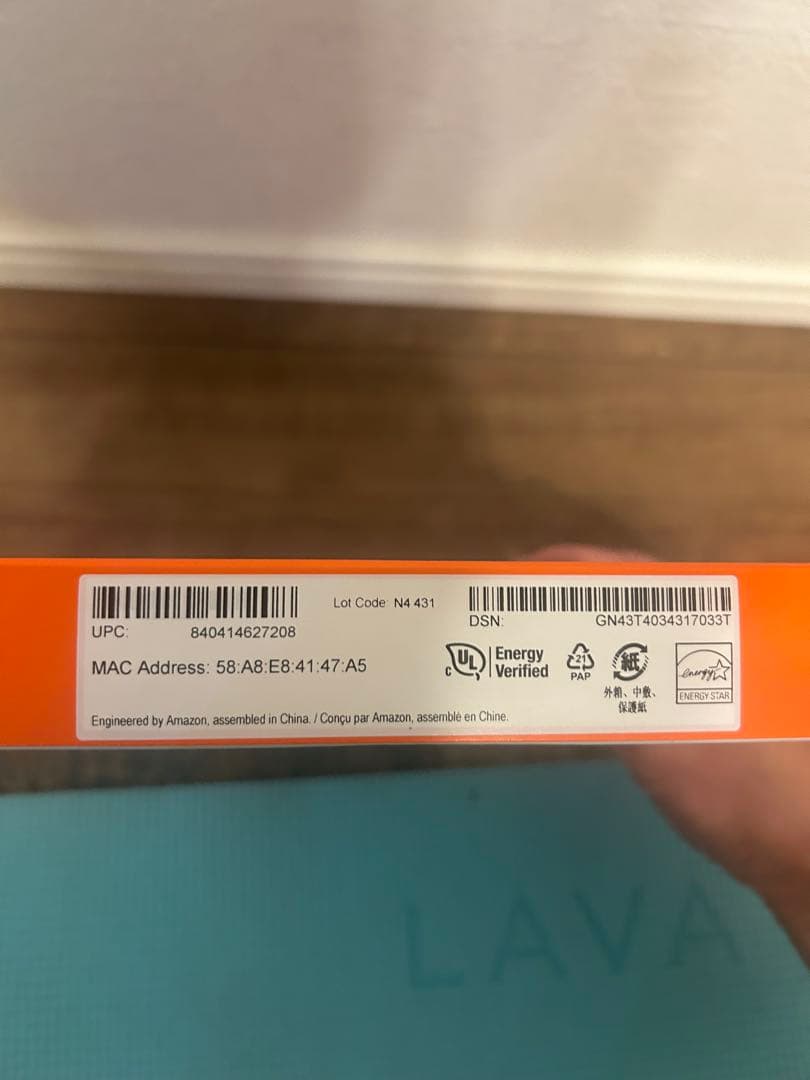 UPC: 840414627208
Lot Code: N4 431
DSN: GN43T4034317033T
MAC Address: 58:A8:E8:41:47:A5
C UL Energy Verified
21
PAP
紙
外箱、中敷、
保護紙
energy
ENERGY STAR
Engineered by Amazon, assembled in China. / Conçu par Amazon, assemblé en Chine.
LAVA